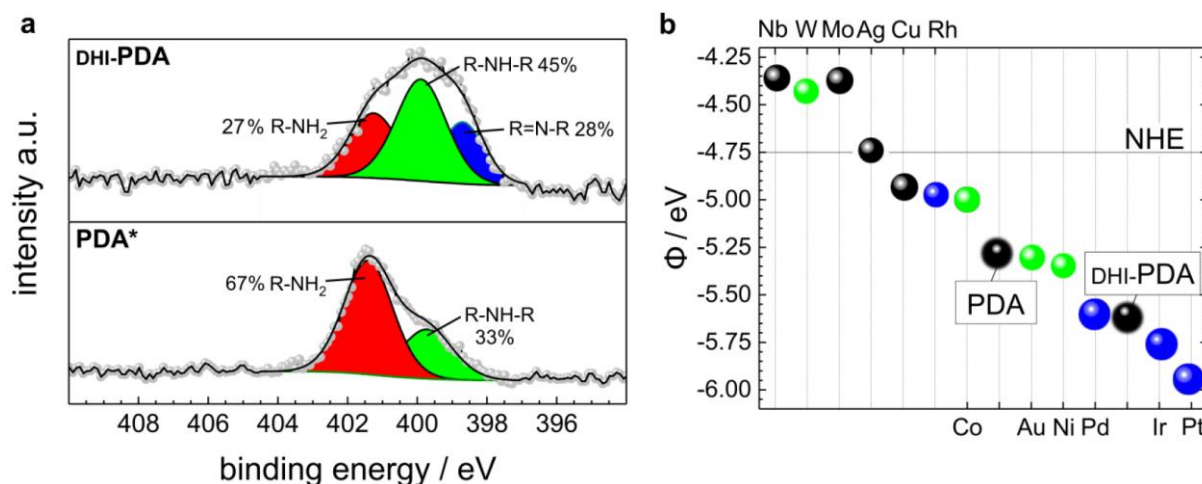 a
DHI-PDA
R-NH-R 45%
27% R-NH₂
R=N-R 28%
PDA*
67% R-NH₂
R-NH-R
33%
intensity a.u.
408 406 404 402 400 398 396
binding energy / eV
b
Nb W Mo Ag Cu Rh
-4.25
-4.50
NHE
-4.75
-5.00
-5.25
-5.50
-5.75
-6.00
Φ / eV
PDA
DHI-PDA
Co Au Ni Pd Ir Pt